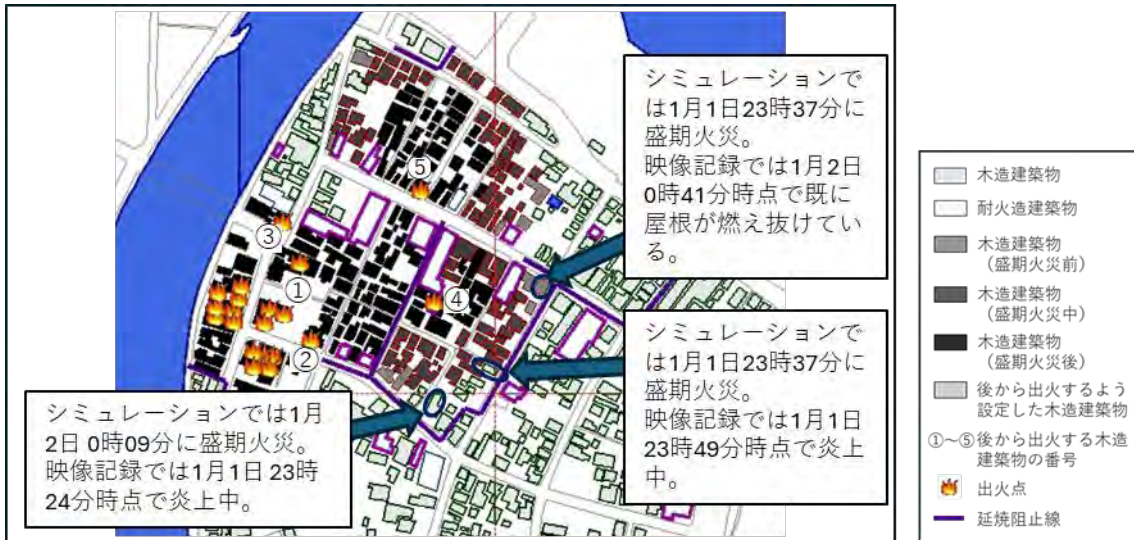 シミュレーションで
は1月1日23時37分に
盛期火災。
映像記録では1月2日
0時41分時点で既に
屋根が燃え抜けてい
る。
⑤
③
①
④
②
シミュレーションで
は1月1日23時37分に
盛期火災。
映像記録では1月1日
23時49分時点で炎上
中。
シミュレーションでは1月
2日 0時09分に盛期火災。
映像記録では1月1日 23時
24分時点で炎上中。
木造建築物
耐火造建築物
木造建築物
（盛期火災前）
木造建築物
（盛期火災中）
木造建築物
（盛期火災後）
後から出火するよう
設定した木造建築物
①～⑤後から出火する木造
建築物の番号
出火点
延焼阻止線